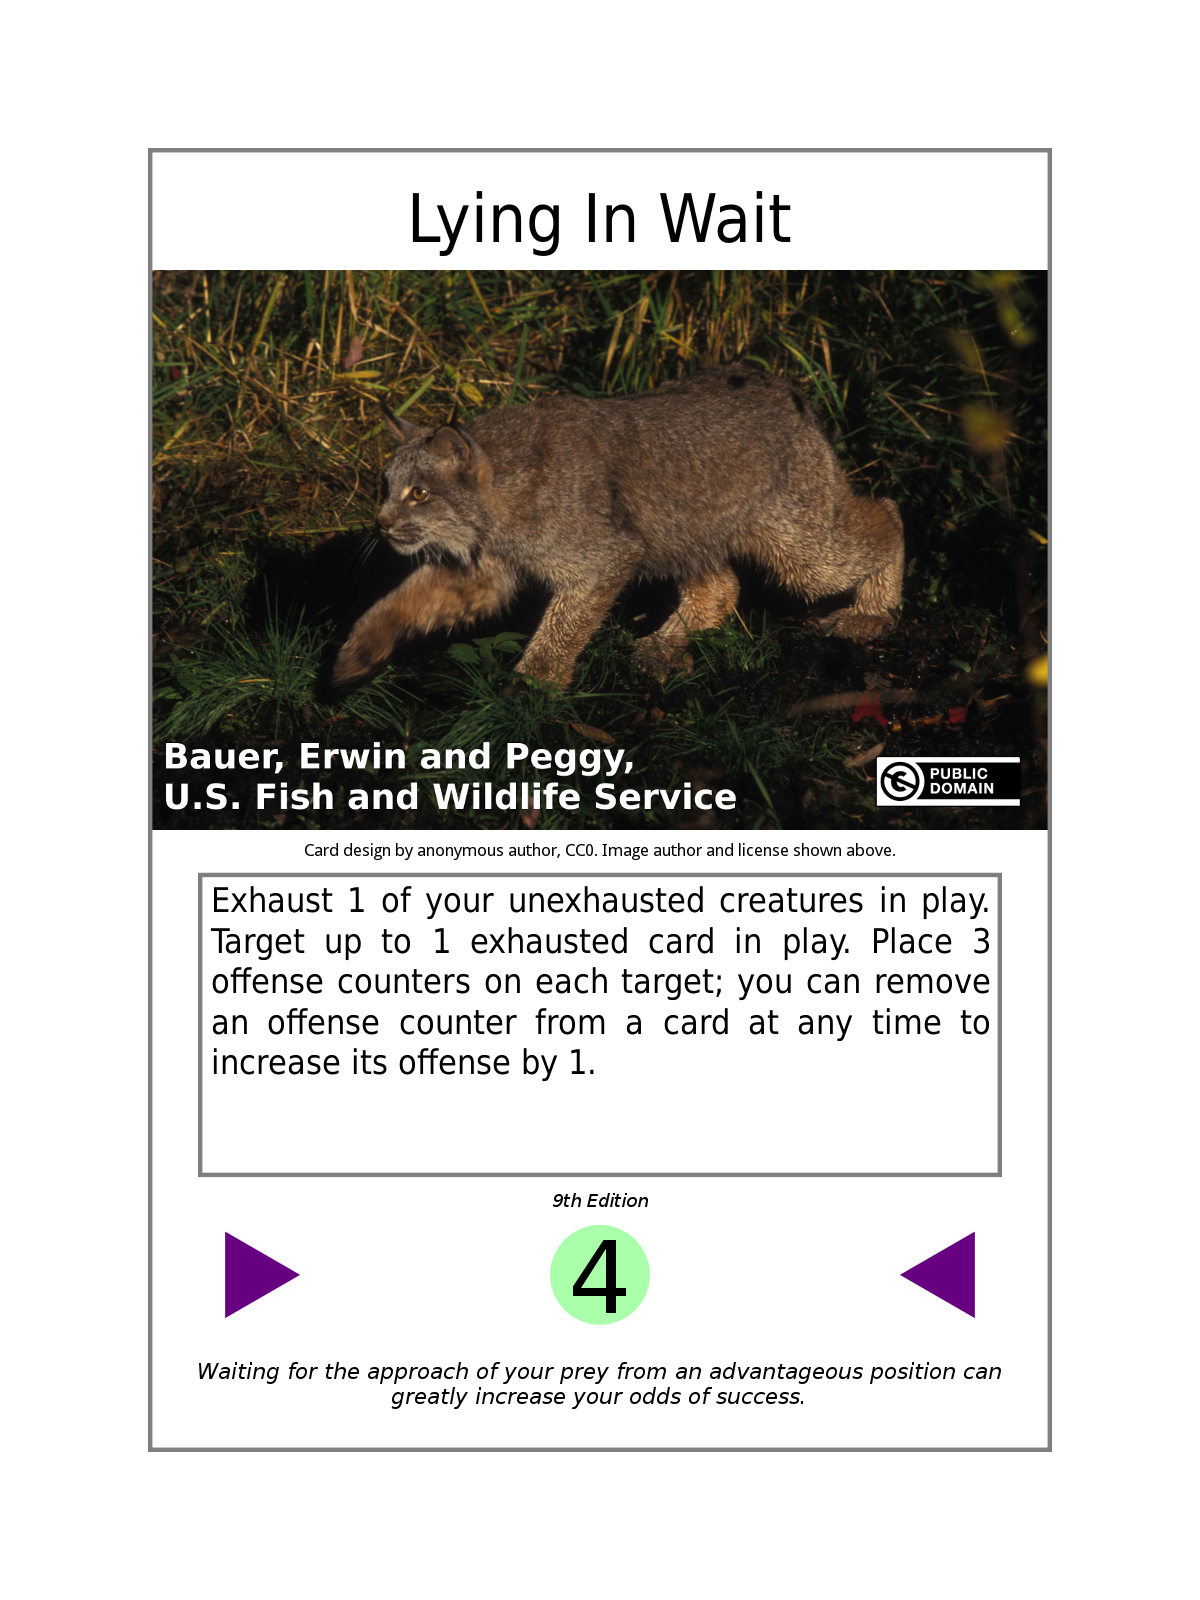 Lying In Wait
Bauer, Erwin and Peggy,
U.S. Fish and Wildlife Service
PUBLIC
DOMAIN
Card design by anonymous author, CC0. Image author and license shown above.
Exhaust 1 of your unexhausted creatures in play.
Target up to 1 exhausted card in play. Place 3
offense counters on each target; you can remove
an offense counter from a card at any time to
increase its offense by 1.
9th Edition
4
Waiting for the approach of your prey from an advantageous position can
greatly increase your odds of success.